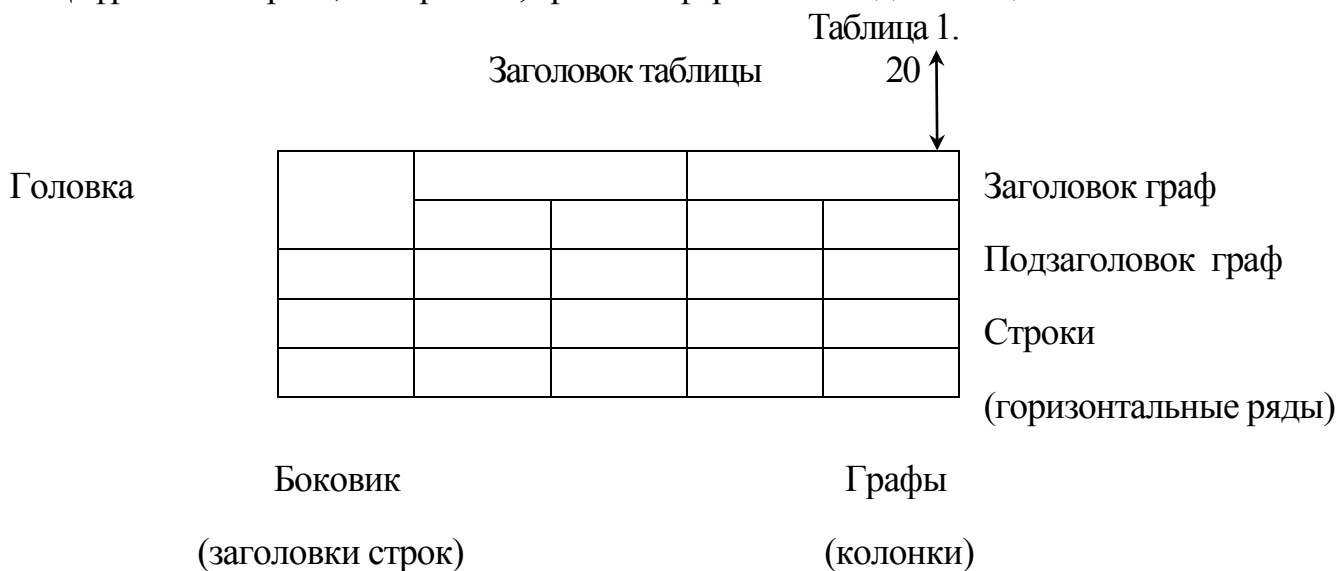 Таблица 1.
Заголовок таблицы 20
Головка
Заголовок граф
Подзаголовок граф
Строки
(горизонтальные ряды)
Боковик Графы
(заголовки строк) (колонки)